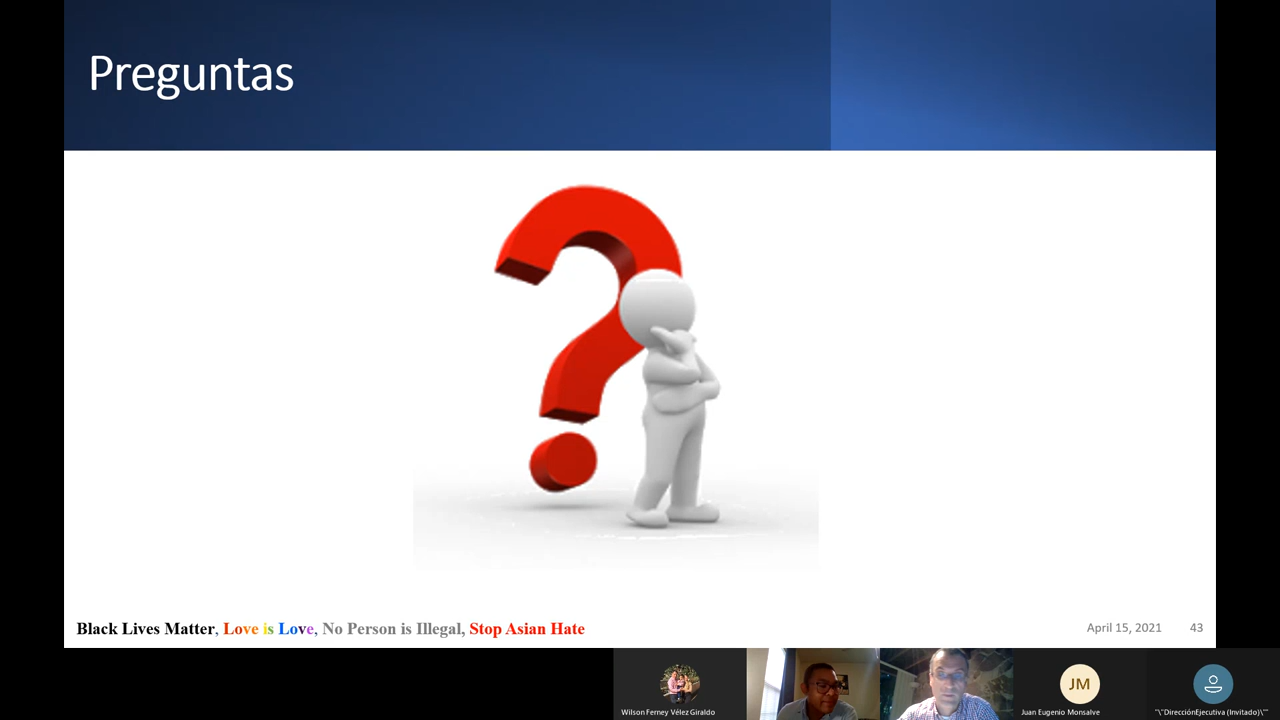 Preguntas
Black Lives Matter, Love is Love, No Person is Illegal, Stop Asian Hate
April 15, 2021 43
JM
Wilson Ferney Vélez Giraldo
Juan Eugenio Monsalve
"\"DirecciónEjecutiva (Invitado)\""